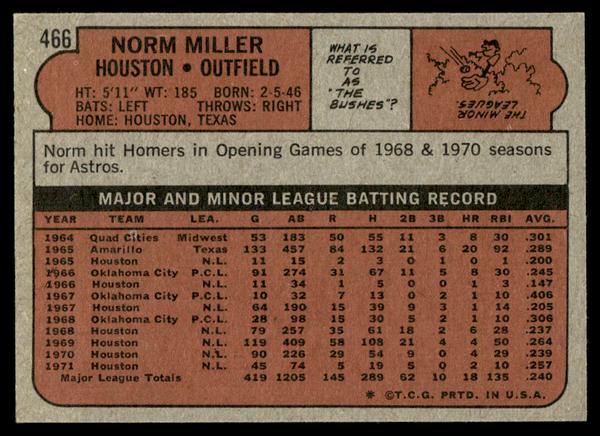 466
NORM MILLER
HOUSTON • OUTFIELD
HT: 5'11" WT: 185 BORN: 2-5-46
BATS: LEFT THROWS: RIGHT
HOME: HOUSTON, TEXAS
WHAT IS
REFERRED
TO
AS
"THE
BUSHES"?
THE MINOR
LEAGUES.
Norm hit Homers in Opening Games of 1968 & 1970 seasons
for Astros.
MAJOR AND MINOR LEAGUE BATTING RECORD
YEAR TEAM LEA. G AB R H 2B 3B HR RBI AVG.
1964 Quad Cities Midwest 53 183 50 55 11 3 8 30 .301
1965 Amarillo Texas 133 457 84 132 21 6 20 92 .289
1965 Houston N.L. 11 15 2 3 0 1 0 1 .200
1966 Oklahoma City P.C.L. 91 274 31 67 11 5 8 30 .245
1966 Houston N.L. 11 34 1 5 0 0 1 3 .147
1967 Oklahoma City P.C.L. 10 32 7 13 2 0 1 10 .406
1967 Houston N.L. 64 190 15 39 9 3 1 14 .205
1968 Oklahoma City P.C.L. 28 98 15 30 5 2 1 10 .306
1968 Houston N.L. 79 257 35 61 18 2 6 28 .237
1969 Houston N.L. 119 409 58 108 21 4 4 50 .264
1970 Houston N.L. 90 226 29 54 9 0 4 29 .239
1971 Houston N.L. 45 74 5 19 5 0 2 10 .257
Major League Totals 419 1205 145 289 62 10 18 135 .240
* ©T.C.G. PRTD. IN U.S.A.